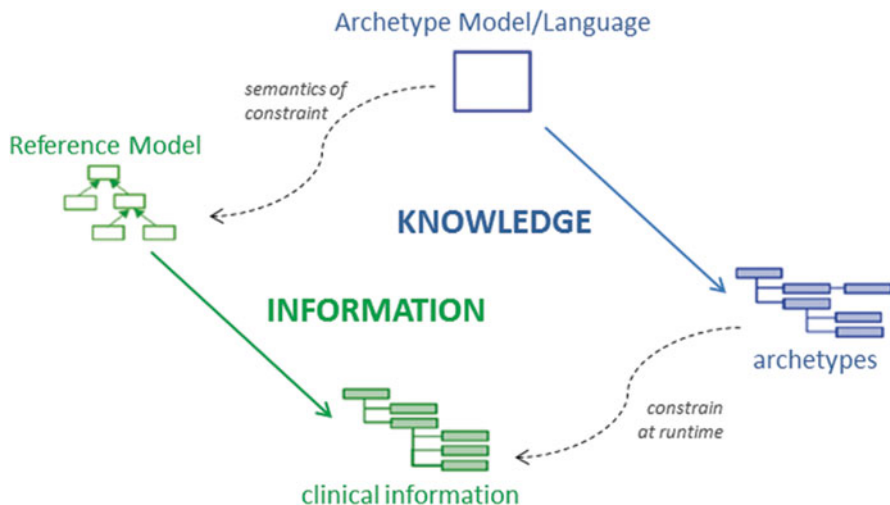 Archetype Model/Language
semantics of
constraint
Reference Model
KNOWLEDGE
INFORMATION
archetypes
constrain
at runtime
clinical information